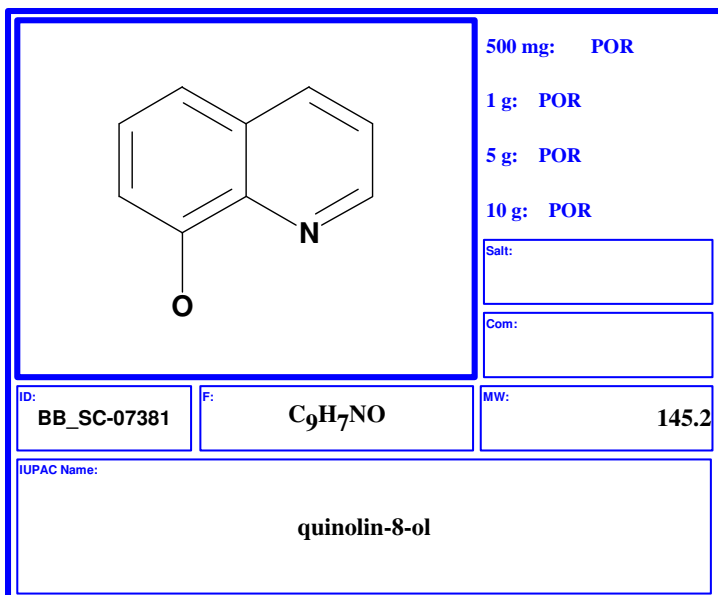 500 mg: POR
1 g: POR
5 g: POR
10 g: POR
N
O
Salt:
Com:
ID:
BB_SC-07381
F:
C9H7NO
MW:
145.2
IUPAC Name:
quinolin-8-ol